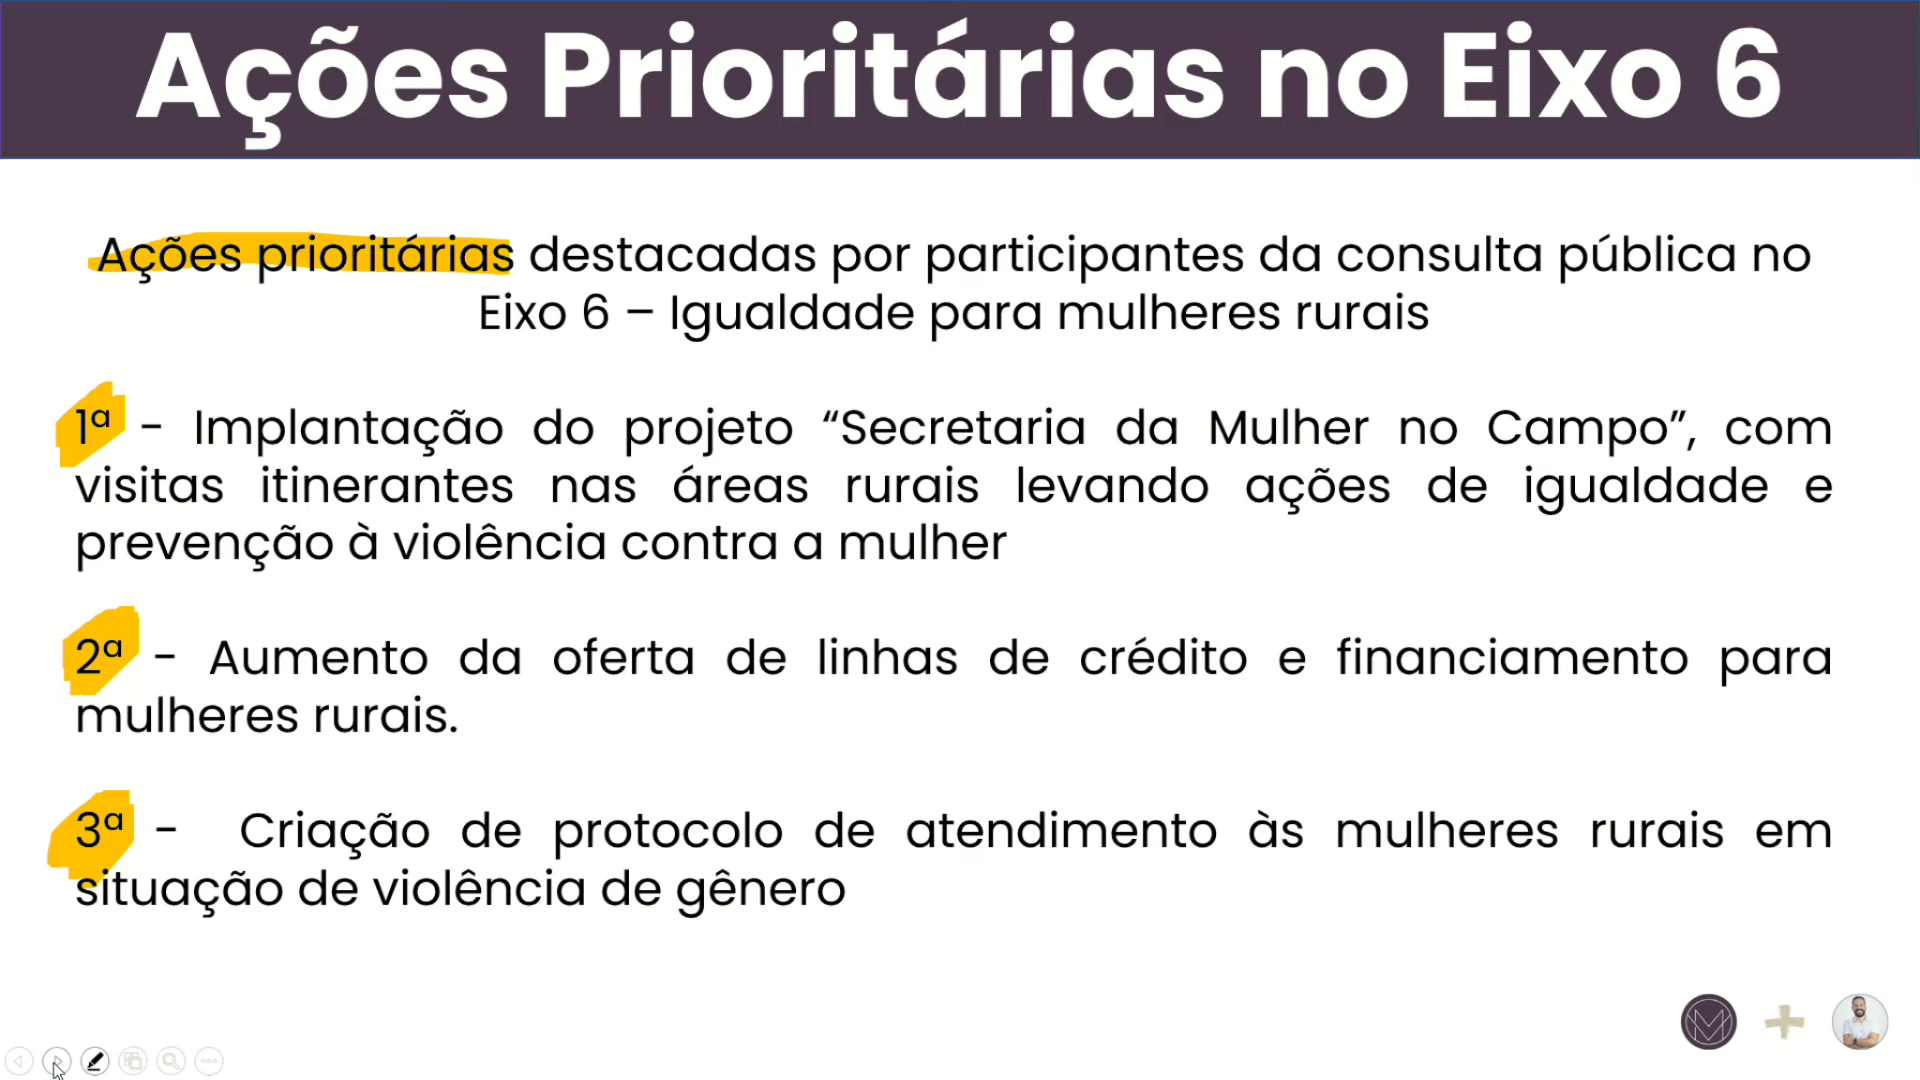 Ações Prioritárias no Eixo 6
Ações prioritárias destacadas por participantes da consulta pública no
Eixo 6 – Igualdade para mulheres rurais
1ª - Implantação do projeto “Secretaria da Mulher no Campo”, com
visitas itinerantes nas áreas rurais levando ações de igualdade e
prevenção à violência contra a mulher
2ª - Aumento da oferta de linhas de crédito e financiamento para
mulheres rurais.
3ª - Criação de protocolo de atendimento às mulheres rurais em
situação de violência de gênero